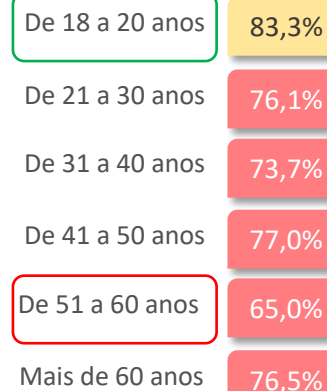 De 18 a 20 anos 83,3%
De 21 a 30 anos 76,1%
De 31 a 40 anos 73,7%
De 41 a 50 anos 77,0%
De 51 a 60 anos 65,0%
Mais de 60 anos 76,5%